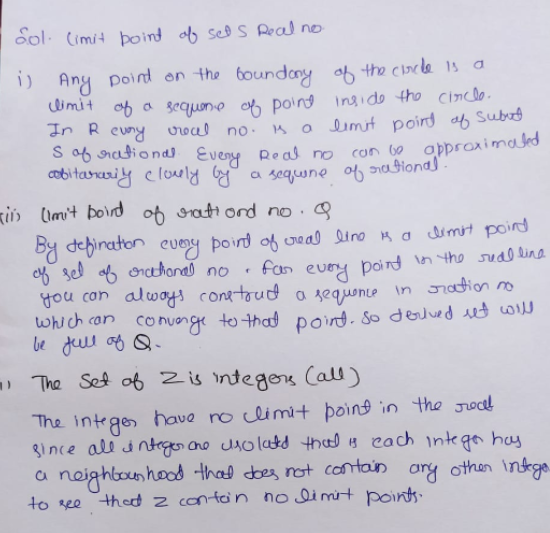 Sol. Limit point of set S Real no.
i) Any point on the boundary of the circle is a
limit of a sequence of point inside the circle.
In R every real no. is a limit point of Subset
S of rational. Every Real no can be approximated
arbitararily closely by a sequne of rational.
ii) Limit point of rational no. Q
By defination every point of real line is a limit point
of set of rational no. For every point in the real line
you can always construct a sequence in ration no
which can converge to that point. So derived set will
be full of Q.
The Set of Z is integers (all)
The integer have no limit point in the real
since all integer are isolated that is each integer has
a neighbourhood that does not contain any other intege
to see that Z contain no limit points.